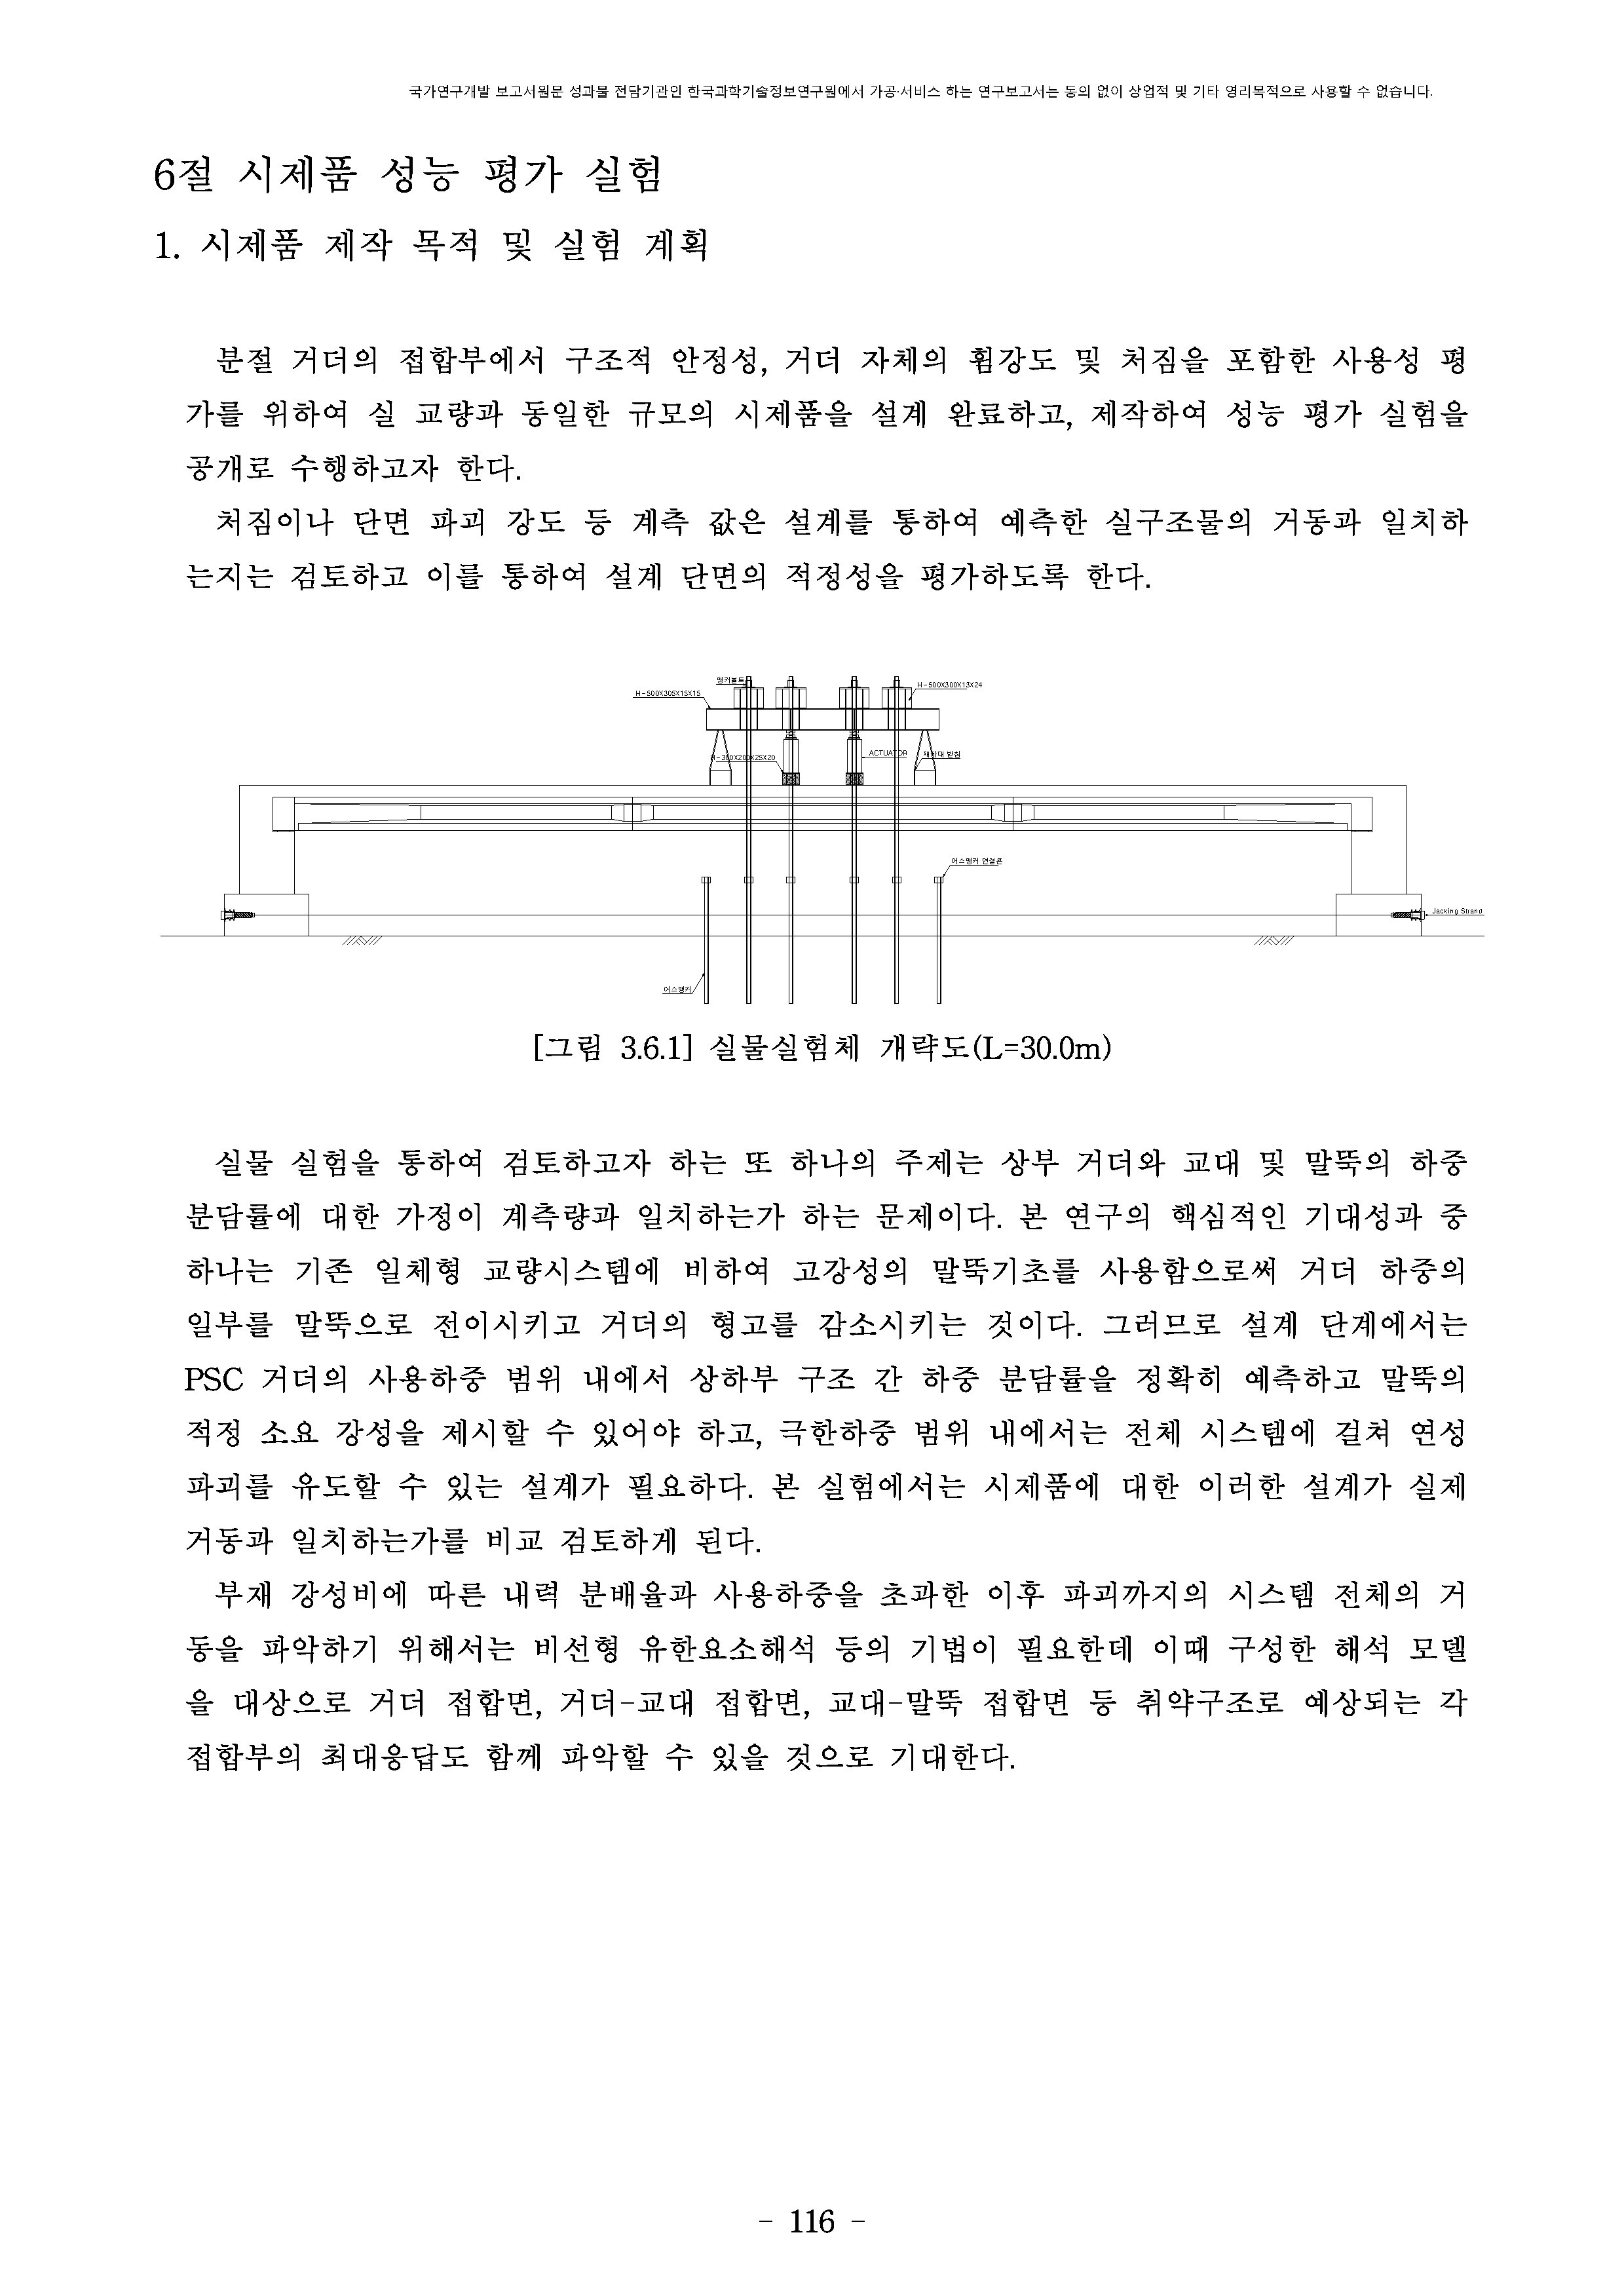 국가연구개발 보고서원문 성과물 전담기관인 한국과학기술정보연구원에서 가공·서비스 하는 연구보고서는 동의 없이 상업적 및 기타 영리목적으로 사용할 수 없습니다.
6절 시제품 성능 평가 실험
1. 시제품 제작 목적 및 실험 계획
분절 거더의 접합부에서 구조적 안정성, 거더 자체의 휨강도 및 처짐을 포함한 사용성 평
가를 위하여 실 교량과 동일한 규모의 시제품을 설계 완료하고, 제작하여 성능 평가 실험을
공개로 수행하고자 한다.
처짐이나 단면 파괴 강도 등 계측 값은 설계를 통하여 예측한 실구조물의 거동과 일치하
는지는 검토하고 이를 통하여 설계 단면의 적정성을 평가하도록 한다.
앵커볼트
H-500X305X15X15
H-500X300X13X24
H-300X200X25X20
ACTUATOR
재하대 받침
어스앵커 연결콘
Jacking Strand
어스앵커
[그림 3.6.1] 실물실험체 개략도(L=30.0m)
실물 실험을 통하여 검토하고자 하는 또 하나의 주제는 상부 거더와 교대 및 말뚝의 하중
분담률에 대한 가정이 계측량과 일치하는가 하는 문제이다. 본 연구의 핵심적인 기대성과 중
하나는 기존 일체형 교량시스템에 비하여 고강성의 말뚝기초를 사용함으로써 거더 하중의
일부를 말뚝으로 전이시키고 거더의 형고를 감소시키는 것이다. 그러므로 설계 단계에서는
PSC 거더의 사용하중 범위 내에서 상하부 구조 간 하중 분담률을 정확히 예측하고 말뚝의
적정 소요 강성을 제시할 수 있어야 하고, 극한하중 범위 내에서는 전체 시스템에 걸쳐 연성
파괴를 유도할 수 있는 설계가 필요하다. 본 실험에서는 시제품에 대한 이러한 설계가 실제
거동과 일치하는가를 비교 검토하게 된다.
부재 강성비에 따른 내력 분배율과 사용하중을 초과한 이후 파괴까지의 시스템 전체의 거
동을 파악하기 위해서는 비선형 유한요소해석 등의 기법이 필요한데 이때 구성한 해석 모델
을 대상으로 거더 접합면, 거더-교대 접합면, 교대-말뚝 접합면 등 취약구조로 예상되는 각
접합부의 최대응답도 함께 파악할 수 있을 것으로 기대한다.
- 116 -